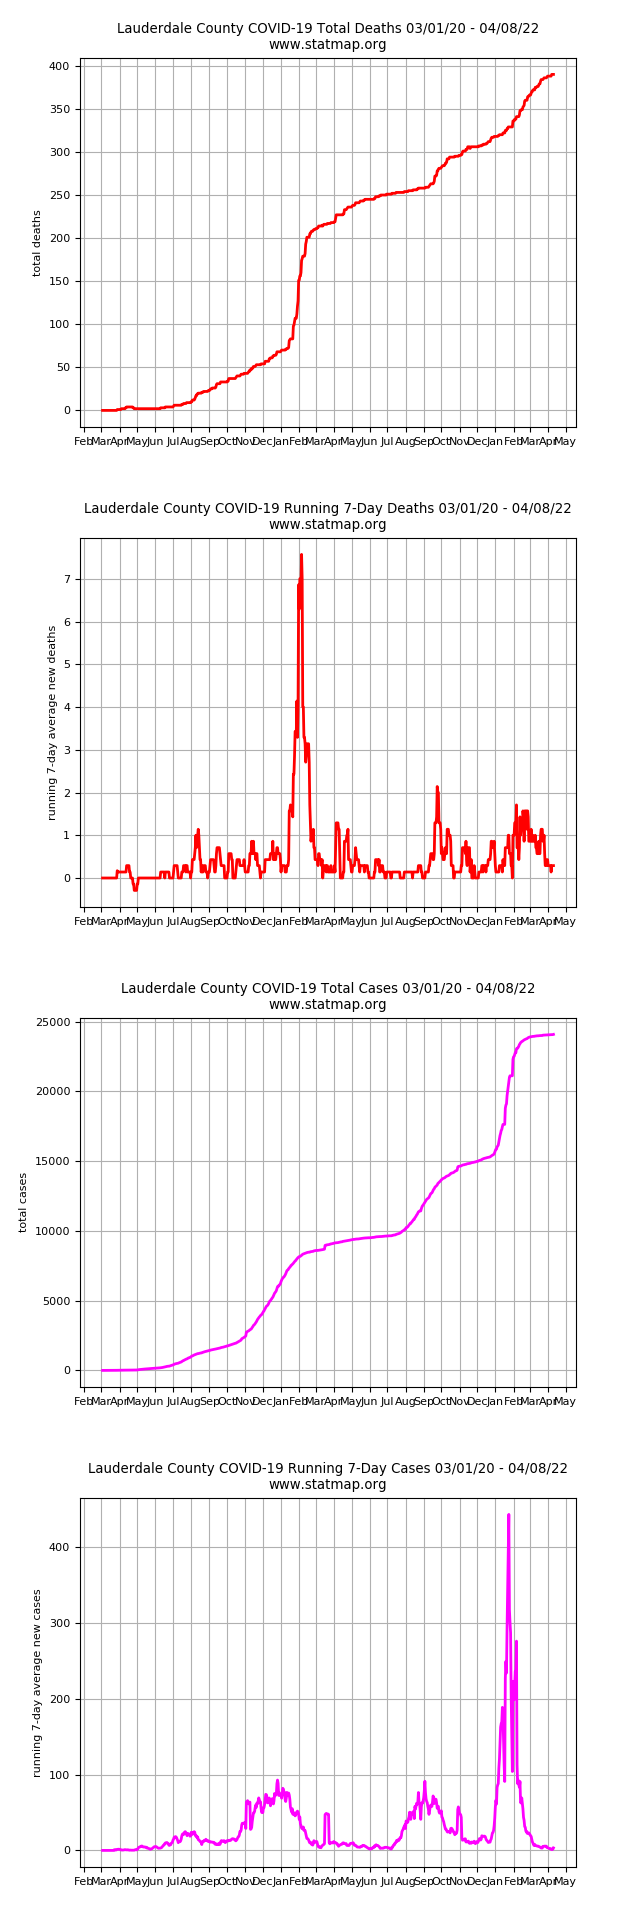 Lauderdale County COVID-19 Total Deaths 03/01/20 - 04/08/22
www.statmap.org
400
350
300
250
200
150
100
50
0
total deaths
Feb Mar Apr May Jun Jul Aug Sep Oct Nov Dec Jan Feb Mar Apr May Jun Jul Aug Sep Oct Nov Dec Jan Feb Mar Apr May
Lauderdale County COVID-19 Running 7-Day Deaths 03/01/20 - 04/08/22
www.statmap.org
7
6
5
4
3
2
1
0
running 7-day average new deaths
Feb Mar Apr May Jun Jul Aug Sep Oct Nov Dec Jan Feb Mar Apr May Jun Jul Aug Sep Oct Nov Dec Jan Feb Mar Apr May
Lauderdale County COVID-19 Total Cases 03/01/20 - 04/08/22
www.statmap.org
25000
20000
15000
10000
5000
0
total cases
Feb Mar Apr May Jun Jul Aug Sep Oct Nov Dec Jan Feb Mar Apr May Jun Jul Aug Sep Oct Nov Dec Jan Feb Mar Apr May
Lauderdale County COVID-19 Running 7-Day Cases 03/01/20 - 04/08/22
www.statmap.org
400
300
200
100
0
running 7-day average new cases
Feb Mar Apr May Jun Jul Aug Sep Oct Nov Dec Jan Feb Mar Apr May Jun Jul Aug Sep Oct Nov Dec Jan Feb Mar Apr May